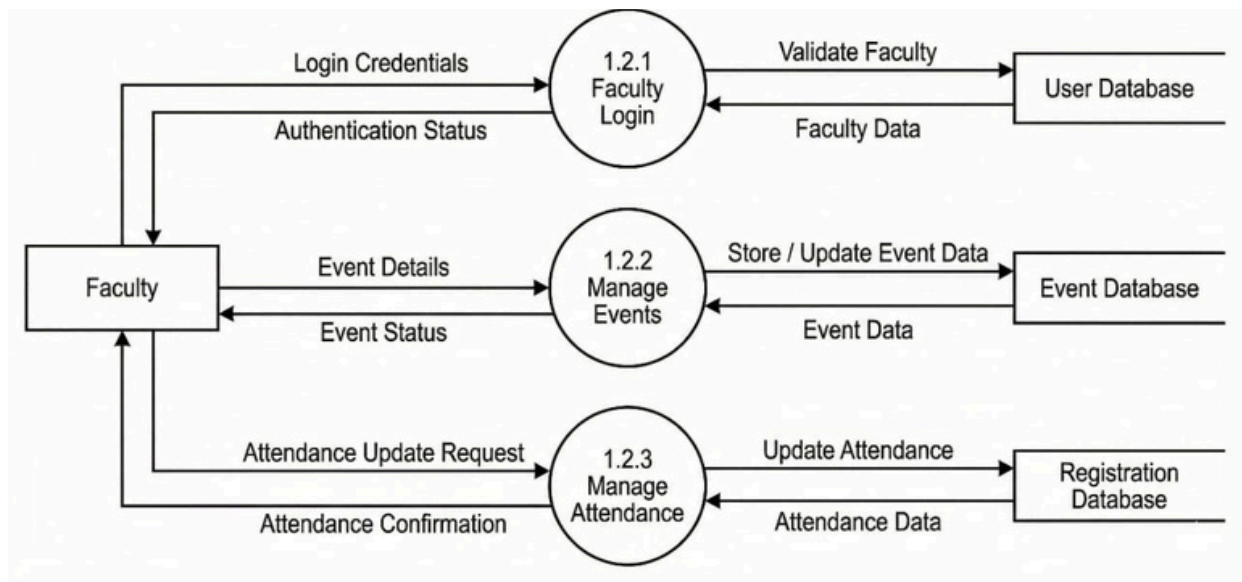 Login Credentials
Authentication Status
1.2.1
Faculty
Login
Validate Faculty
Faculty Data
User Database
Faculty
Event Details
Event Status
1.2.2
Manage
Events
Store / Update Event Data
Event Data
Event Database
Attendance Update Request
Attendance Confirmation
1.2.3
Manage
Attendance
Update Attendance
Attendance Data
Registration
Database